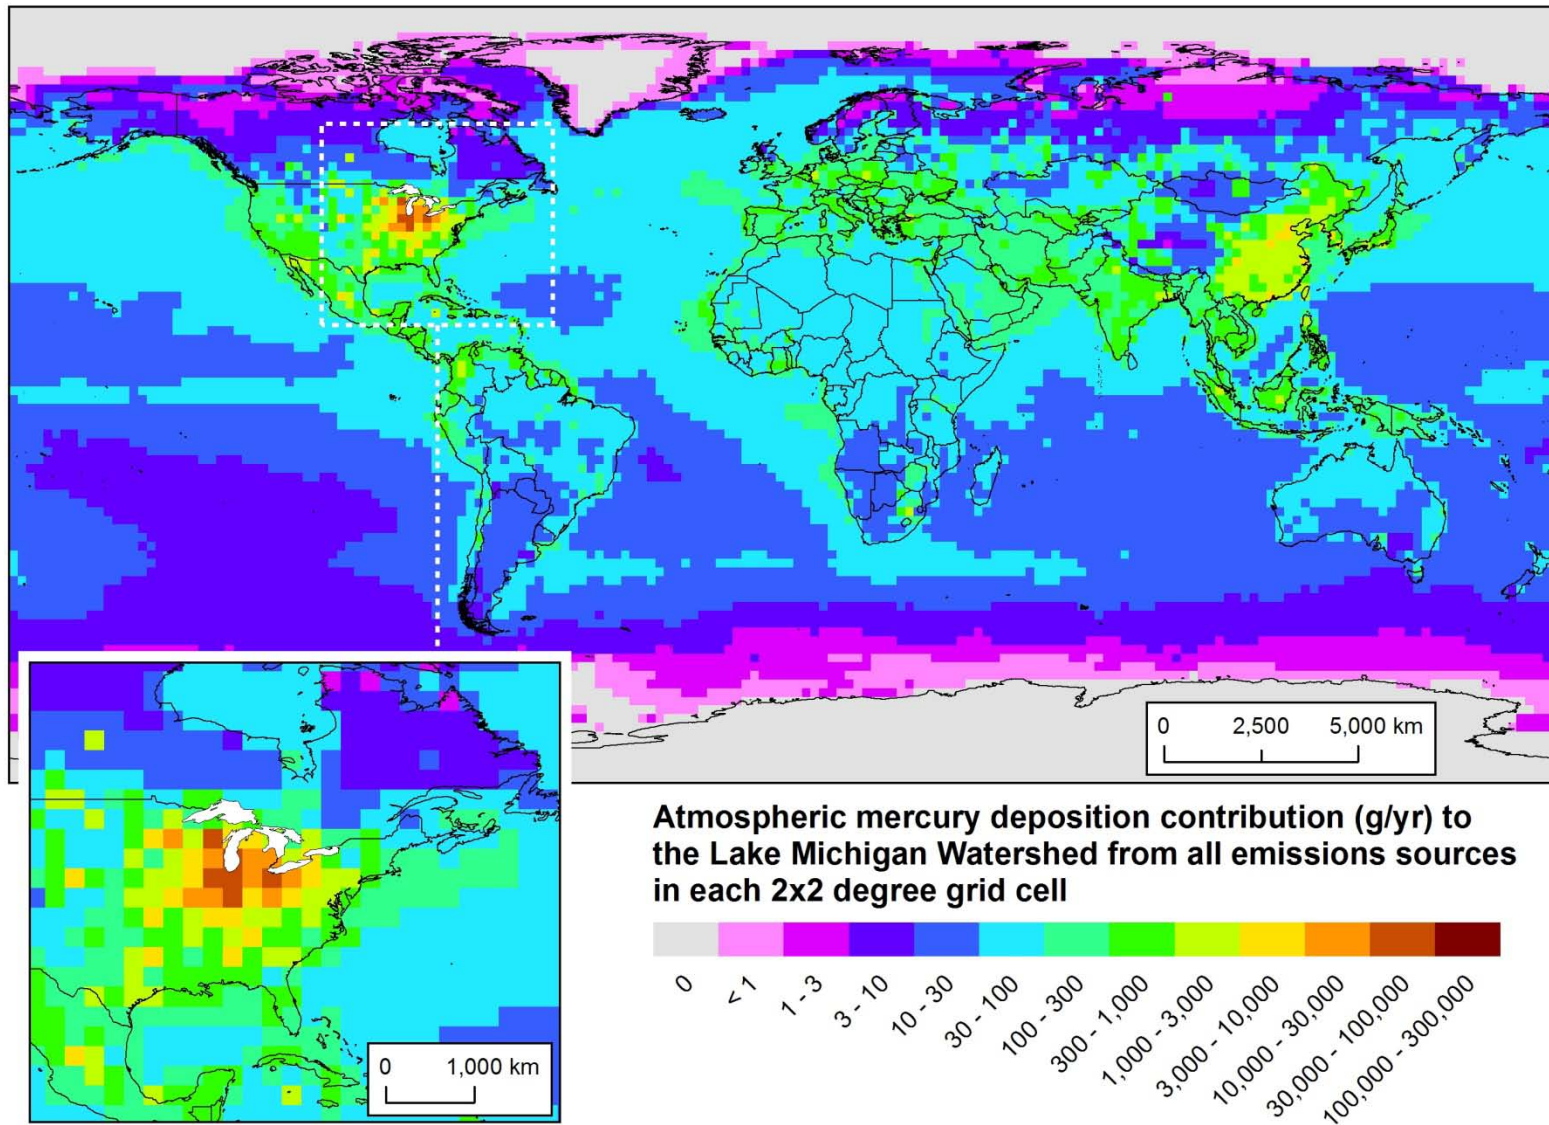 0 2,500 5,000 km
0 1,000 km
Atmospheric mercury deposition contribution (g/yr) to
the Lake Michigan Watershed from all emissions sources
in each 2x2 degree grid cell
0
< 1
1 - 3
3 - 10
10 - 30
30 - 100
100 - 300
300 - 1,000
1,000 - 3,000
3,000 - 10,000
10,000 - 30,000
30,000 - 100,000
100,000 - 300,000